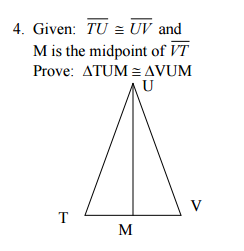 4. Given: TU ≅ UV and
M is the midpoint of VT
Prove: ΔTUM ≅ ΔVUM
U
V
T
M